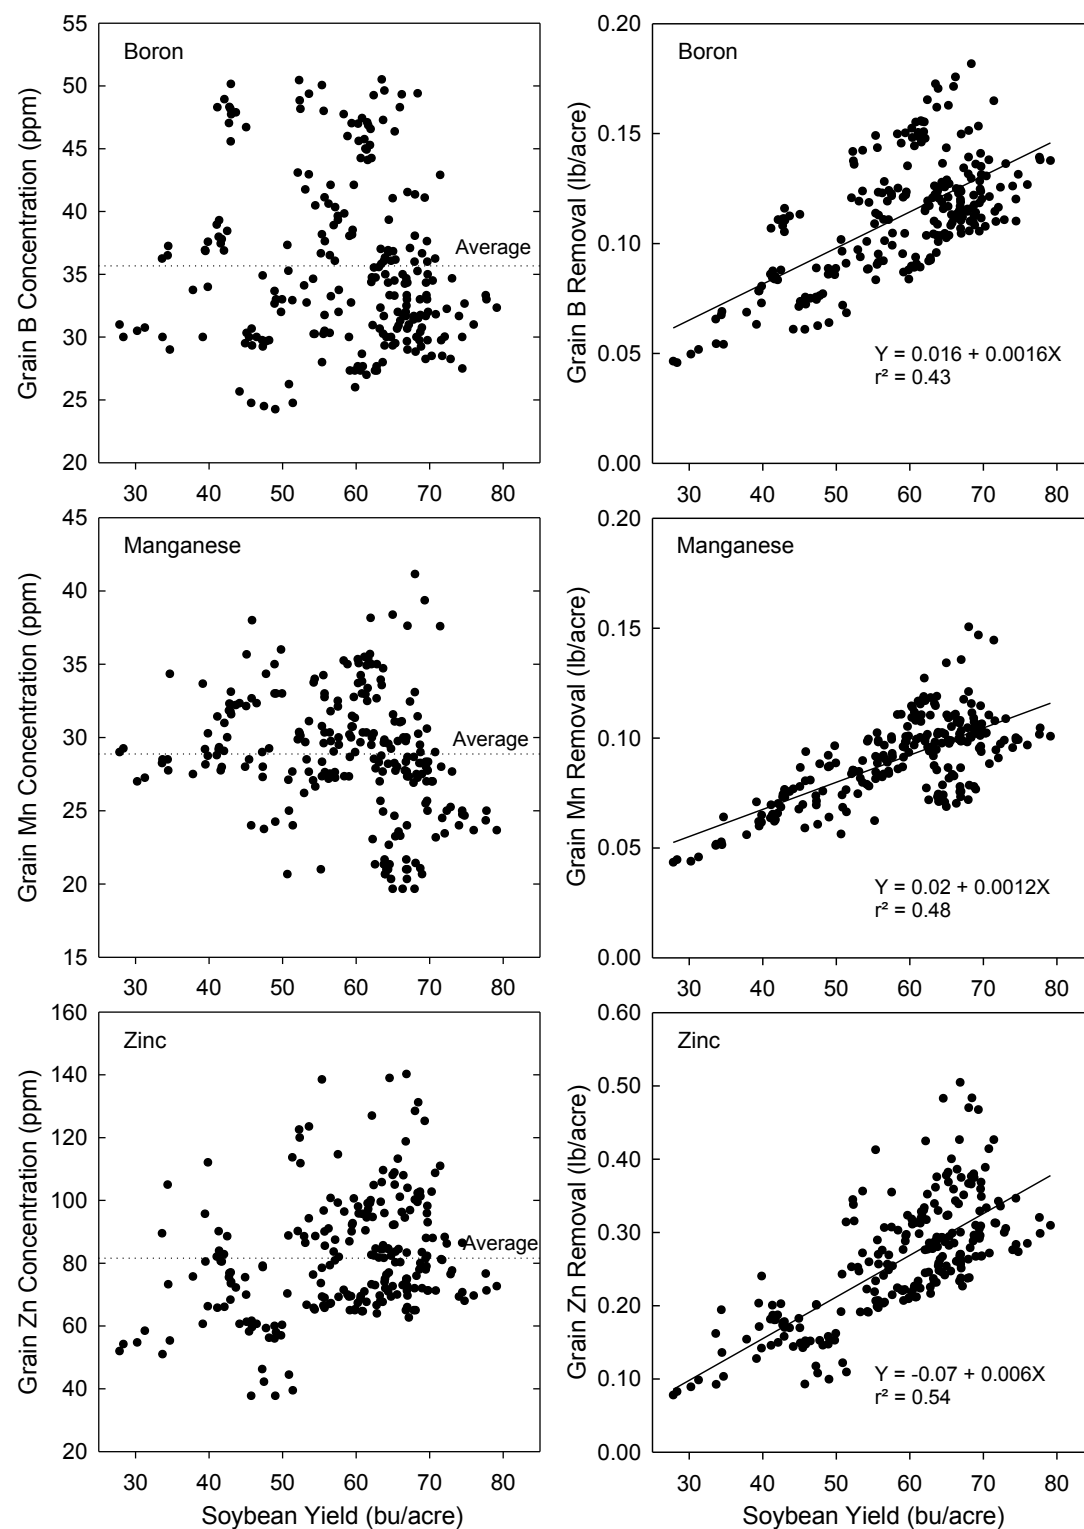 Boron
Average
Grain B Concentration (ppm)
55
50
45
40
35
30
25
20
30 40 50 60 70 80
Boron
Y = 0.016 + 0.0016X
r² = 0.43
Grain B Removal (lb/acre)
0.20
0.15
0.10
0.05
0.00
30 40 50 60 70 80
Manganese
Average
Grain Mn Concentration (ppm)
45
40
35
30
25
20
15
30 40 50 60 70 80
Manganese
Y = 0.02 + 0.0012X
r² = 0.48
Grain Mn Removal (lb/acre)
0.20
0.15
0.10
0.05
0.00
30 40 50 60 70 80
Zinc
Average
Grain Zn Concentration (ppm)
160
140
120
100
80
60
40
20
30 40 50 60 70 80
Soybean Yield (bu/acre)
Zinc
Y = -0.07 + 0.006X
r² = 0.54
Grain Zn Removal (lb/acre)
0.60
0.50
0.40
0.30
0.20
0.10
0.00
30 40 50 60 70 80
Soybean Yield (bu/acre)